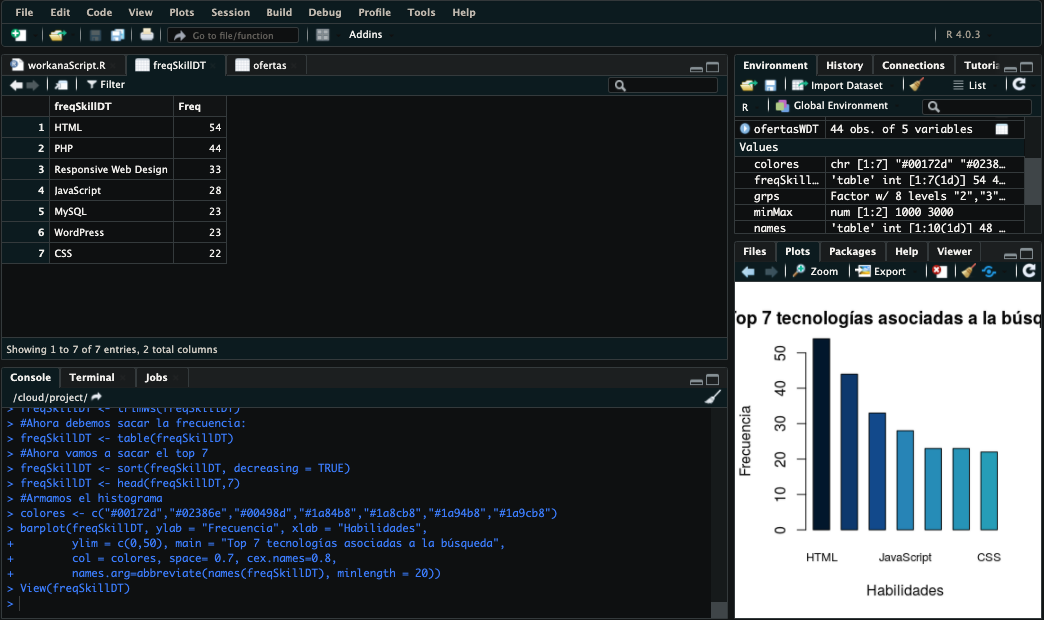 File Edit Code View Plots Session Build Debug Profile Tools Help
Go to file/function Addins R 4.0.3
workanaScript.R freqSkillDT ofertas
Filter
freqSkillDT Freq
1 HTML 54
2 PHP 44
3 Responsive Web Design 33
4 JavaScript 28
5 MySQL 23
6 WordPress 23
7 CSS 22
Showing 1 to 7 of 7 entries, 2 total columns
Console Terminal Jobs
/cloud/project/
> freqSkillDT <- trimws(freqSkillDT)
> #Ahora debemos sacar la frecuencia:
> freqSkillDT <- table(freqSkillDT)
> #Ahora vamos a sacar el top 7
> freqSkillDT <- sort(freqSkillDT, decreasing = TRUE)
> freqSkillDT <- head(freqSkillDT,7)
> #Armamos el histograma
> colores <- c("#00172d","#02386e","#00498d","#1a84b8","#1a8cb8","#1a94b8","#1a9cb8")
> barplot(freqSkillDT, ylab = "Frecuencia", xlab = "Habilidades",
+ ylim = c(0,50), main = "Top 7 tecnologías asociadas a la búsqueda",
+ col = colores, space= 0.7, cex.names=0.8,
+ names.arg=abbreviate(names(freqSkillDT), minlength = 20))
> View(freqSkillDT)
>
Environment History Connections Tutoria
Import Dataset List
R Global Environment
ofertasWDT 44 obs. of 5 variables
Values
colores chr [1:7] "#00172d" "#0238…
freqSkill… 'table' int [1:7(1d)] 54 4…
grps Factor w/ 8 levels "2","3"…
minMax num [1:2] 1000 3000
names 'table' int [1:10(1d)] 48 …
Files Plots Packages Help Viewer
Zoom Export
Top 7 tecnologías asociadas a la búsq
Frecuencia
50
40
30
20
10
0
HTML JavaScript CSS
Habilidades